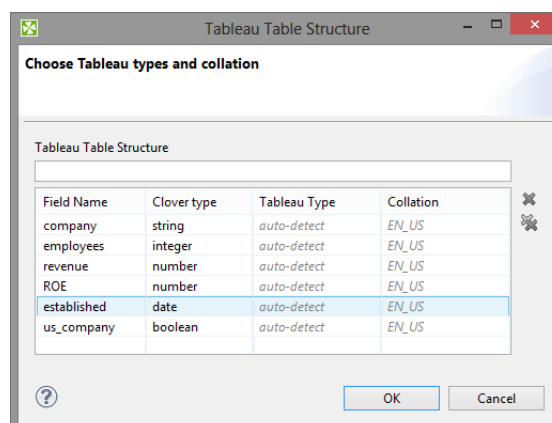 Tableau Table Structure
Choose Tableau types and collation
Tableau Table Structure
Field Name Clover type Tableau Type Collation
company string auto-detect EN_US
employees integer auto-detect EN_US
revenue number auto-detect EN_US
ROE number auto-detect EN_US
established date auto-detect EN_US
us_company boolean auto-detect EN_US
? OK Cancel